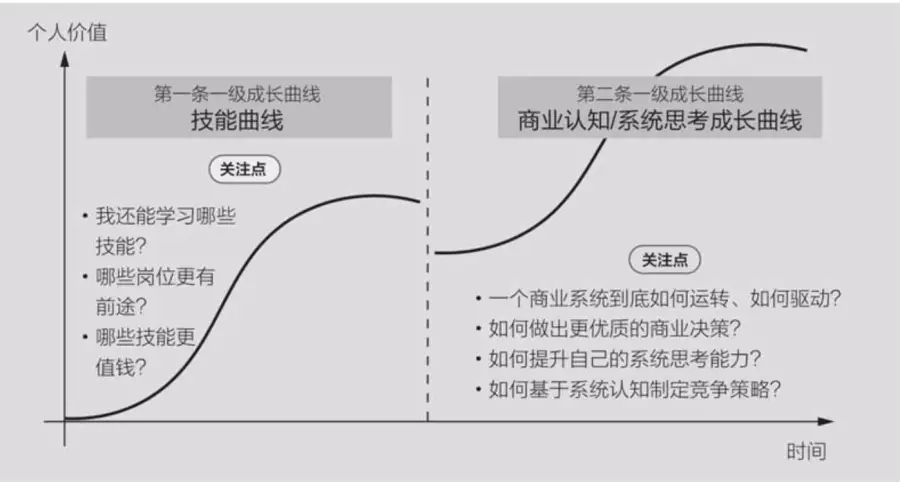 个人价值
第一条一级成长曲线
技能曲线
关注点
• 我还能学习哪些
技能？
• 哪些岗位更有
前途？
• 哪些技能更
值钱？
第二条一级成长曲线
商业认知/系统思考成长曲线
关注点
• 一个商业系统到底如何运转、如何驱动？
• 如何做出更优质的商业决策？
• 如何提升自己的系统思考能力？
• 如何基于系统认知制定竞争策略？
时间